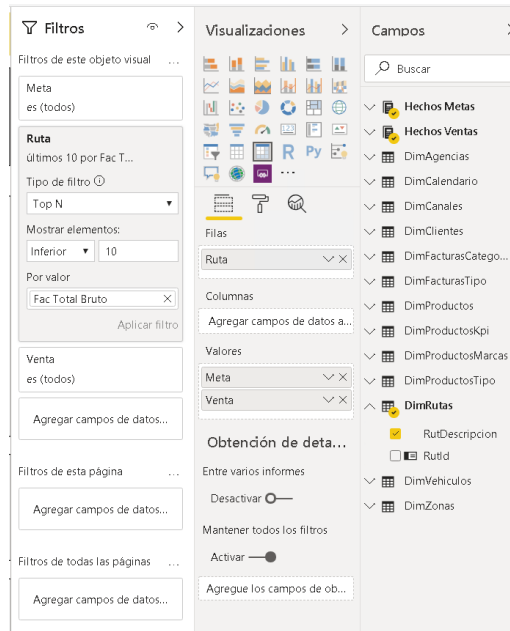 Filtros
Filtros de este objeto visual ...
Meta
es (todos)
Ruta
últimos 10 por Fac T...
Tipo de filtro
Top N
Mostrar elementos:
Inferior 10
Por valor
Fac Total Bruto
Aplicar filtro
Venta
es (todos)
Agregar campos de datos...
Filtros de esta página ...
Agregar campos de datos...
Filtros de todas las páginas ...
Agregar campos de datos...
Visualizaciones
R Py
123
...
Filas
Ruta
Columnas
Agregar campos de datos a...
Valores
Meta
Venta
Obtención de deta...
Entre varios informes
Desactivar
Mantener todos los filtros
Activar
Agregue los campos de ob...
Campos
Buscar
Hechos Metas
Hechos Ventas
DimAgencias
DimCalendario
DimCanales
DimClientes
DimFacturasCatego...
DimFacturasTipo
DimProductos
DimProductosKpi
DimProductosMarcas
DimProductosTipo
DimRutas
RutDescripcion
RutId
DimVehiculos
DimZonas